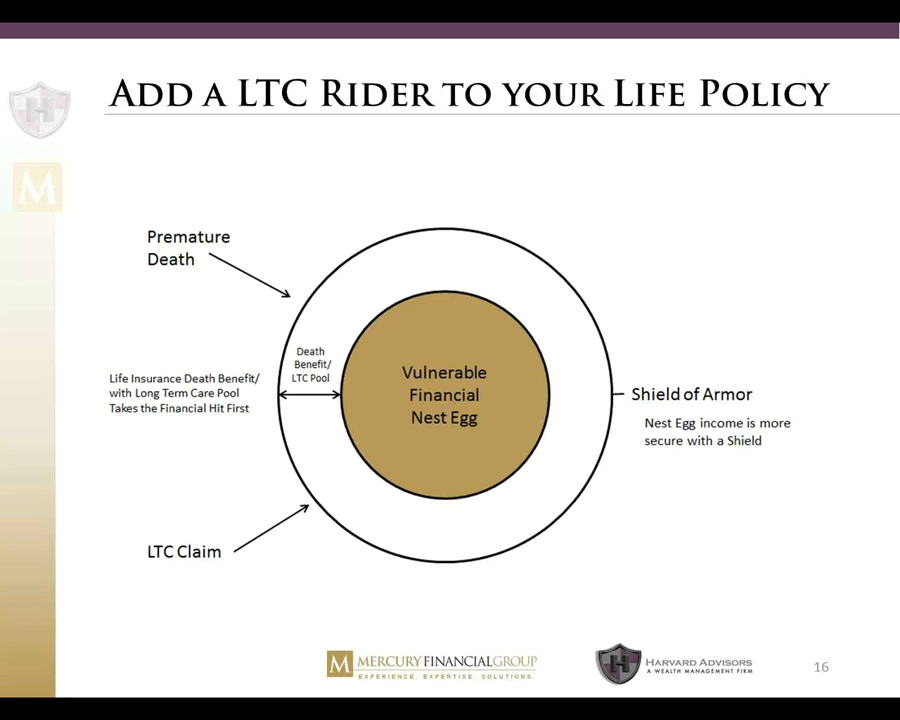 ADD A LTC RIDER TO YOUR LIFE POLICY
H
M
Premature
Death
Death
Benefit/
LTC Pool
Life Insurance Death Benefit/
with Long Term Care Pool
Takes the Financial Hit First
Vulnerable
Financial
Nest Egg
Shield of Armor
Nest Egg income is more
secure with a Shield
LTC Claim
M MERCURY FINANCIAL GROUP
EXPERIENCE. EXPERTISE. SOLUTIONS.
H HARVARD ADVISORS
A WEALTH MANAGEMENT FIRM
16